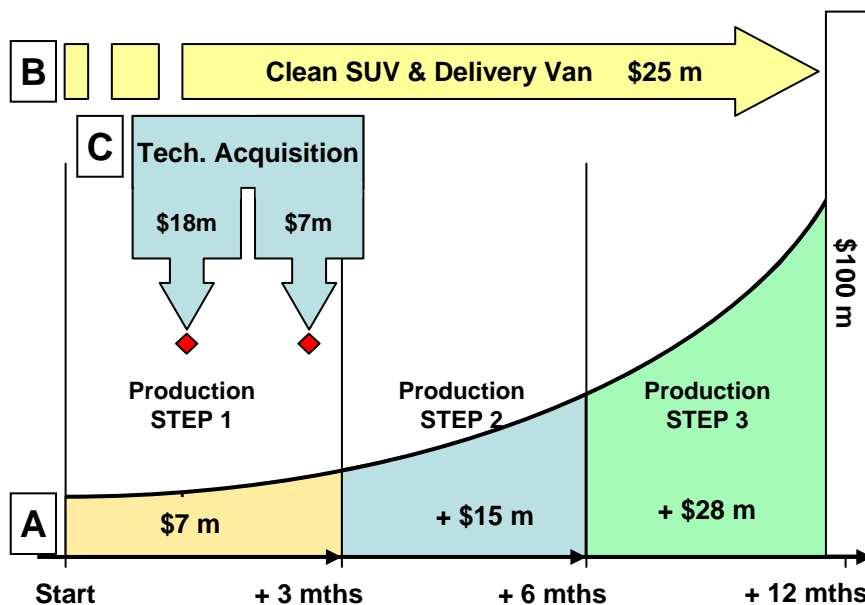 B
Clean SUV & Delivery Van $25 m
C
Tech. Acquisition
$18m
$7m
$100 m
Production
STEP 1
Production
STEP 2
Production
STEP 3
A
$7 m
+ $15 m
+ $28 m
Start
+ 3 mths
+ 6 mths
+ 12 mths